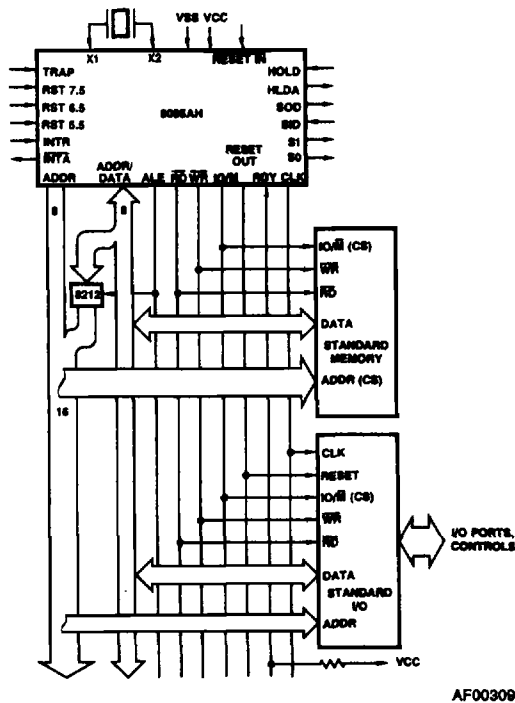 VSS VCC
X1 X2 RESET IN
TRAP HOLD
RST 7.5 HLDA
RST 6.5 8085AH SOD
RST 5.5 SID
INTR RESET S1
INTA ADDR/ OUT S0
ADDR DATA ALE RD WR IO/M RDY CLK
8 8
IO/M (CS)
WR
8212 RD
DATA
STANDARD
MEMORY
ADDR (CS)
16
CLK
RESET
IO/M (CS)
WR
RD
I/O PORTS,
CONTROLS
DATA
STANDARD
I/O
ADDR
VCC
AF00309